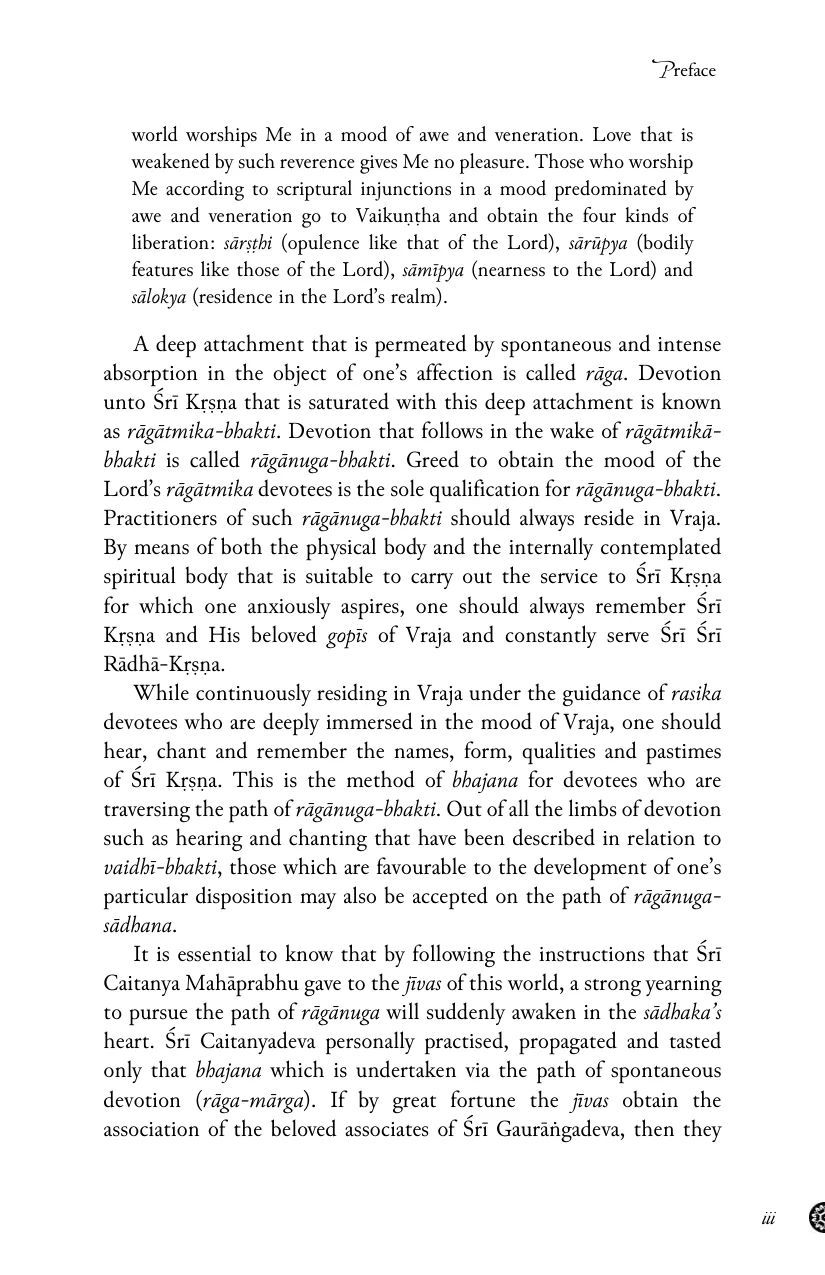 Preface
world worships Me in a mood of awe and veneration. Love that is
weakened by such reverence gives Me no pleasure. Those who worship
Me according to scriptural injunctions in a mood predominated by
awe and veneration go to Vaikuṇṭha and obtain the four kinds of
liberation: sārṣṭhi (opulence like that of the Lord), sārūpya (bodily
features like those of the Lord), sāmīpya (nearness to the Lord) and
sālokya (residence in the Lord’s realm).
A deep attachment that is permeated by spontaneous and intense
absorption in the object of one’s affection is called rāga. Devotion
unto Śrī Kṛṣṇa that is saturated with this deep attachment is known
as rāgātmika-bhakti. Devotion that follows in the wake of rāgātmikā-
bhakti is called rāgānuga-bhakti. Greed to obtain the mood of the
Lord’s rāgātmika devotees is the sole qualification for rāgānuga-bhakti.
Practitioners of such rāgānuga-bhakti should always reside in Vraja.
By means of both the physical body and the internally contemplated
spiritual body that is suitable to carry out the service to Śrī Kṛṣṇa
for which one anxiously aspires, one should always remember Śrī
Kṛṣṇa and His beloved gopīs of Vraja and constantly serve Śrī Śrī
Rādhā-Kṛṣṇa.
While continuously residing in Vraja under the guidance of rasika
devotees who are deeply immersed in the mood of Vraja, one should
hear, chant and remember the names, form, qualities and pastimes
of Śrī Kṛṣṇa. This is the method of bhajana for devotees who are
traversing the path of rāgānuga-bhakti. Out of all the limbs of devotion
such as hearing and chanting that have been described in relation to
vaidhī-bhakti, those which are favourable to the development of one’s
particular disposition may also be accepted on the path of rāgānuga-
sādhana.
It is essential to know that by following the instructions that Śrī
Caitanya Mahāprabhu gave to the jīvas of this world, a strong yearning
to pursue the path of rāgānuga will suddenly awaken in the sādhaka’s
heart. Śrī Caitanyadeva personally practised, propagated and tasted
only that bhajana which is undertaken via the path of spontaneous
devotion (rāga-mārga). If by great fortune the jīvas obtain the
association of the beloved associates of Śrī Gaurāṅgadeva, then they
iii